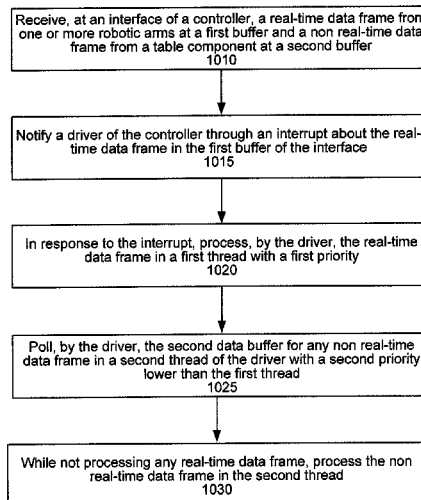 Receive, at an interface of a controller, a real-time data frame from
one or more robotic arms at a first buffer and a non real-time data
frame from a table component at a second buffer
1010
Notify a driver of the controller through an interrupt about the real-
time data frame in the first buffer of the interface
1015
In response to the interrupt, process, by the driver, the real-time
data frame in a first thread with a first priority
1020
Poll, by the driver, the second data buffer for any non real-time
data frame in a second thread of the driver with a second priority
lower than the first thread
1025
While not processing any real-time data frame, process the non
real-time data frame in the second thread
1030